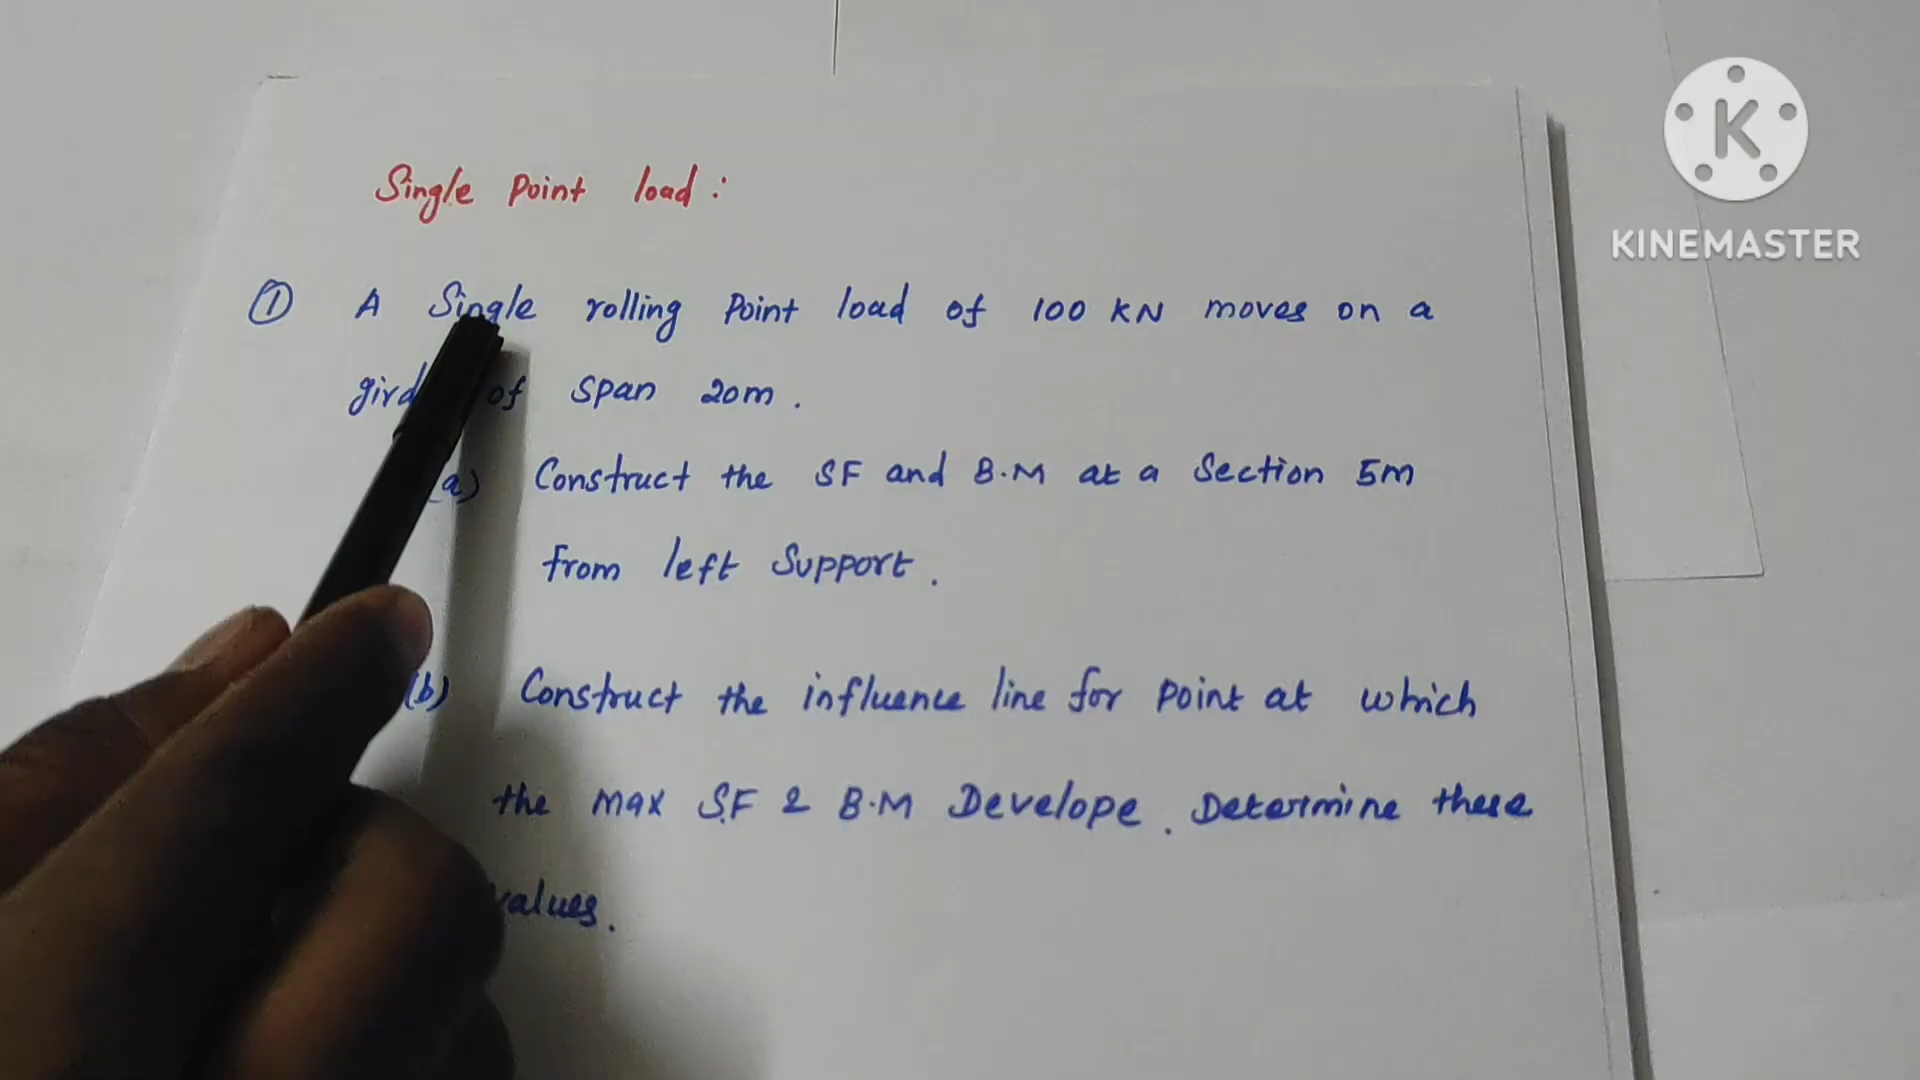 Single Point load :
① A Single rolling Point load of 100 KN moves on a
of Span 20m .
(a) Construct the SF and B.M at a Section 5m
from left Support .
(b) Construct the influence line for Point at which
the max S.F & B.M Develope . Determine these
values .
K
KINEMASTER